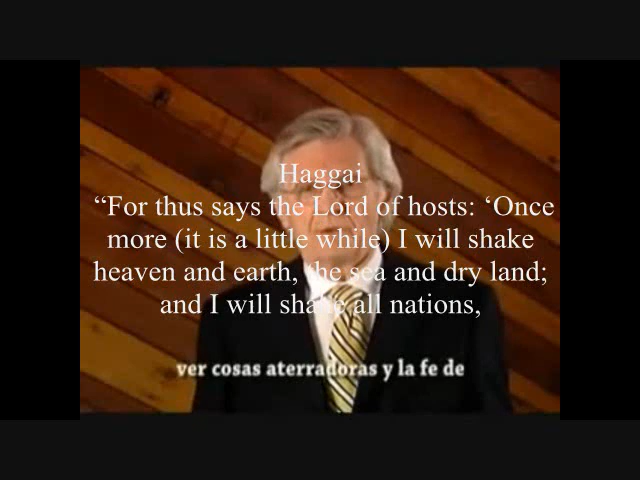 Haggai
“For thus says the Lord of hosts: ‘Once
more (it is a little while) I will shake
heaven and earth, the sea and dry land;
and I will shake all nations,
ver cosas aterradoras y la fe de